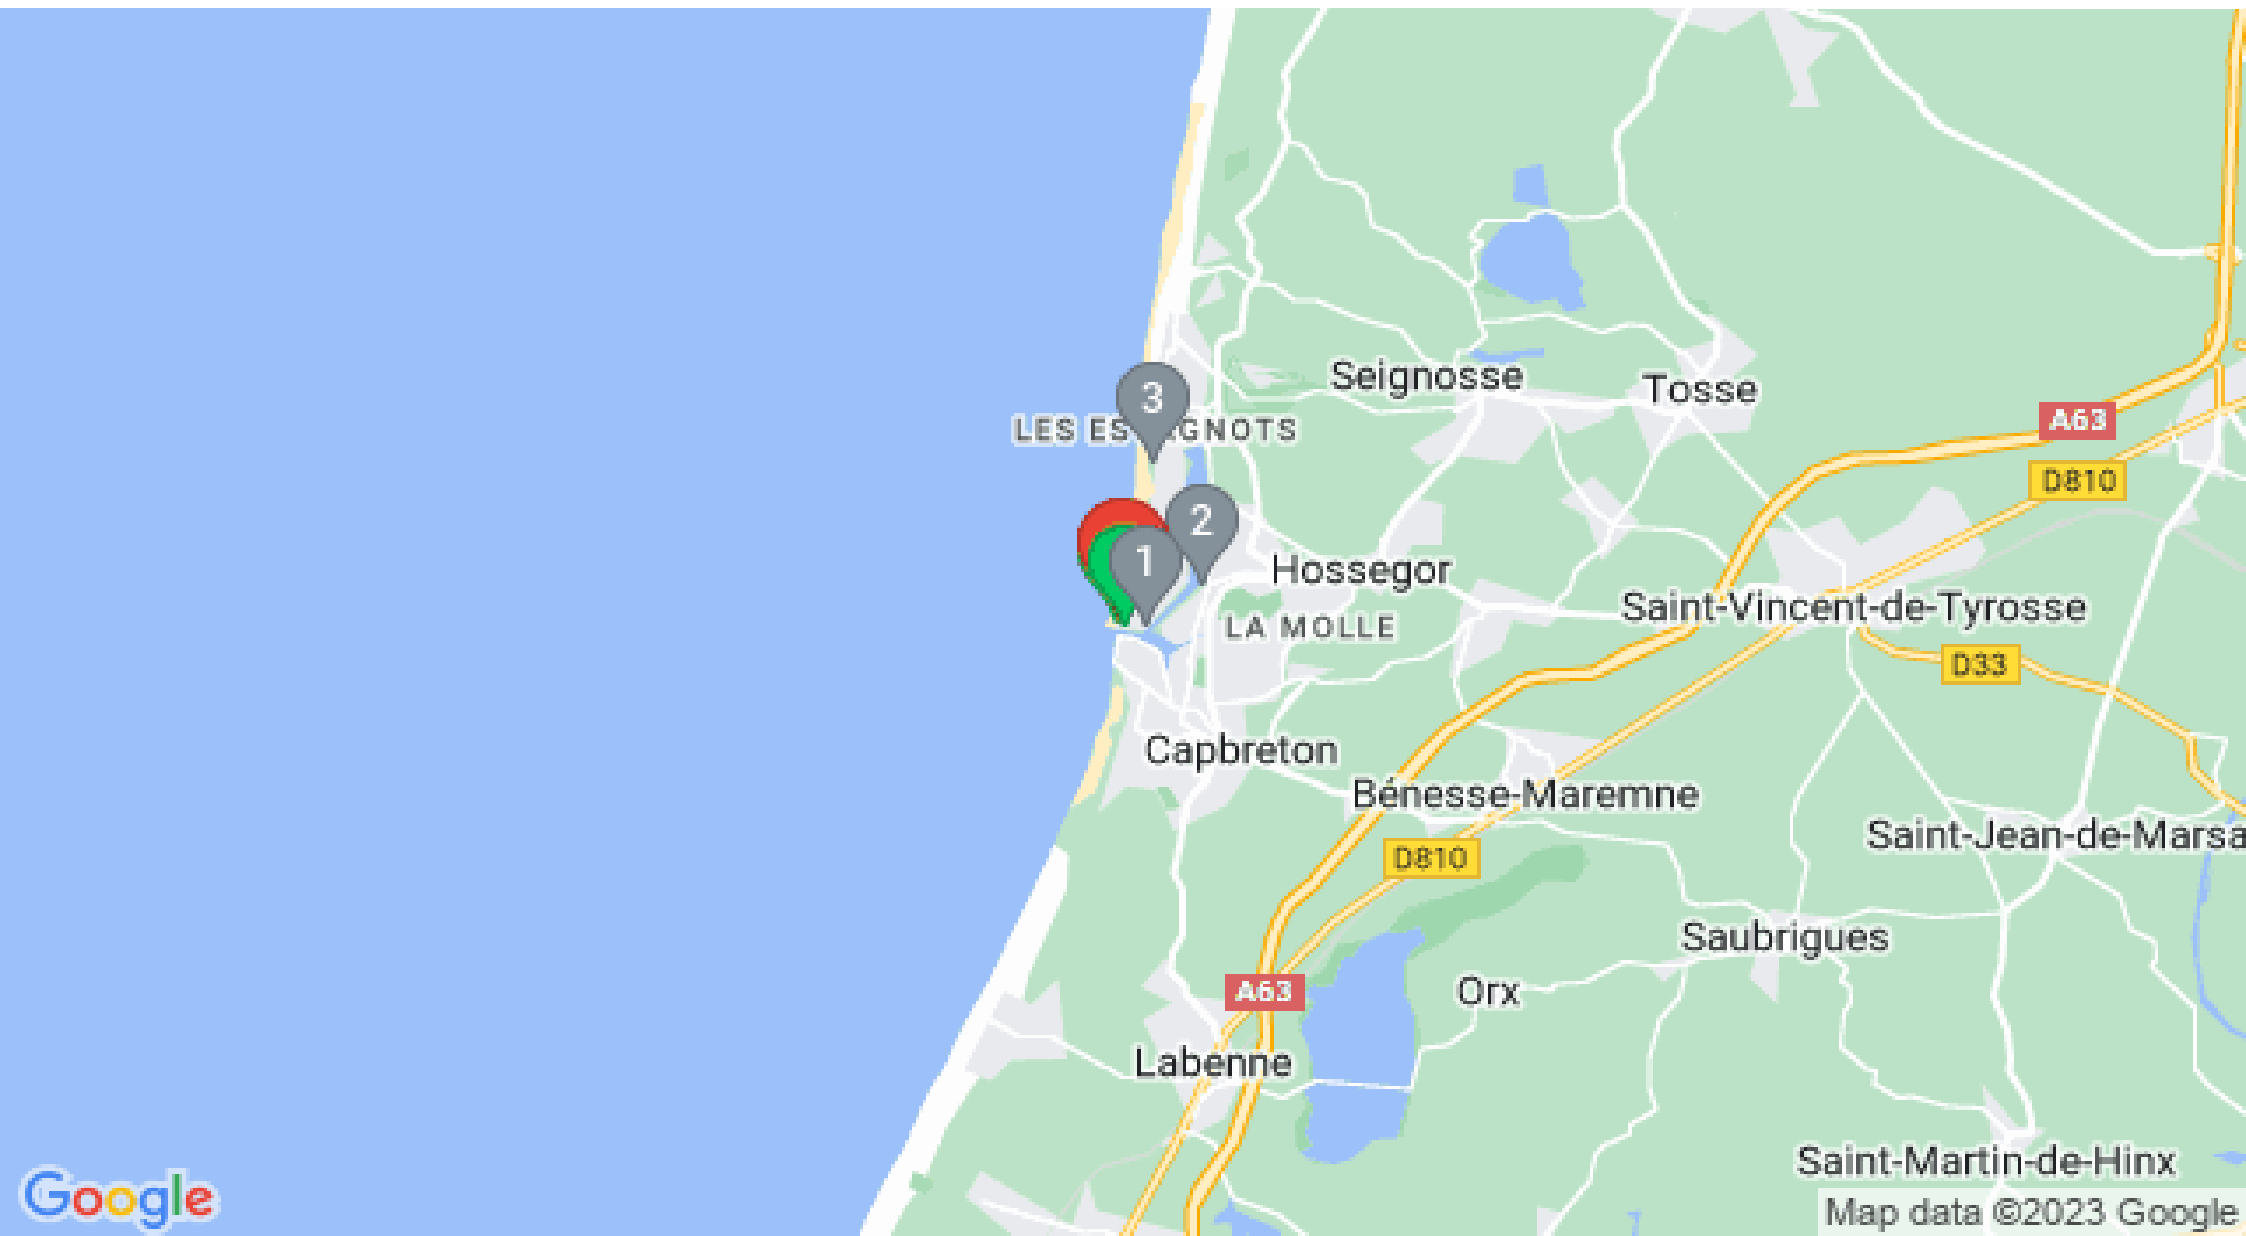 Seignosse
Tosse
3
A63
LES ES
GNOTS
D810
2
1
Hossegor
Saint-Vincent-de-Tyrosse
LA MOLLE
D33
Capbreton
Bénesse-Maremne
Saint-Jean-de-Marsa
D810
Saubrigues
A63
Orx
Labenne
Saint-Martin-de-Hinx
Google
Map data ©2023 Google